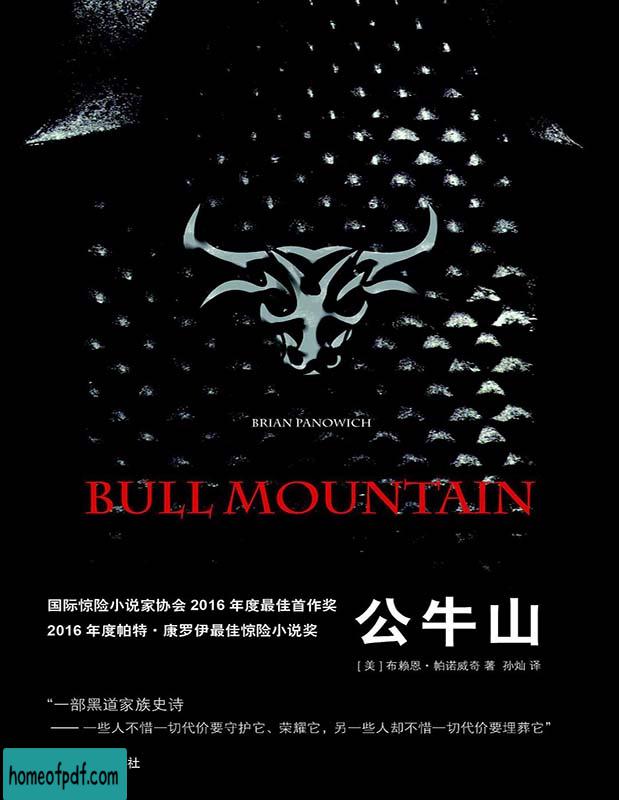 BRIAN PANOWICH
BULL MOUNTAIN
国际惊险小说家协会 2016 年度最佳首作奖
2016 年度帕特·康罗伊最佳惊险小说奖
公牛山
[ 美 ] 布赖恩·帕诺威奇 著 孙灿 译
“一部黑道家族史诗
—— 一些人不惜一切代价要守护它、荣耀它，另一些人却不惜一切代价要埋葬它”
社
homeofpdf.com